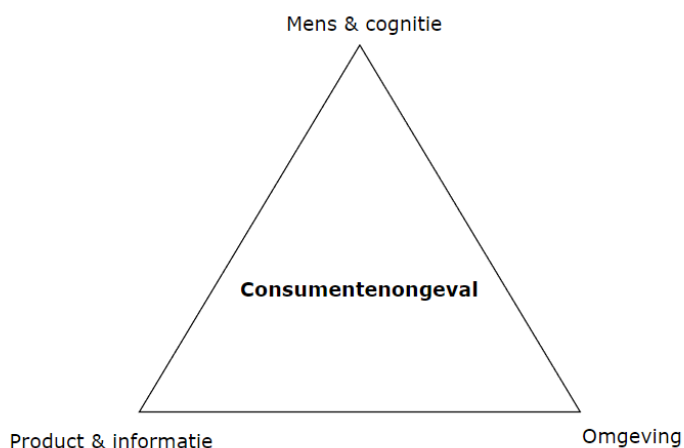 Mens & cognitie
Consumentenongeval
Product & informatie
Omgeving